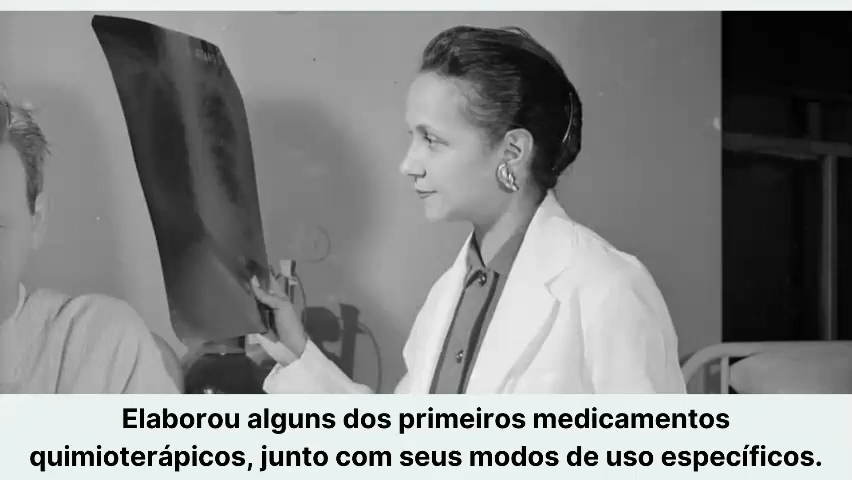 Elaborou alguns dos primeiros medicamentos
quimioterápicos, junto com seus modos de uso específicos.